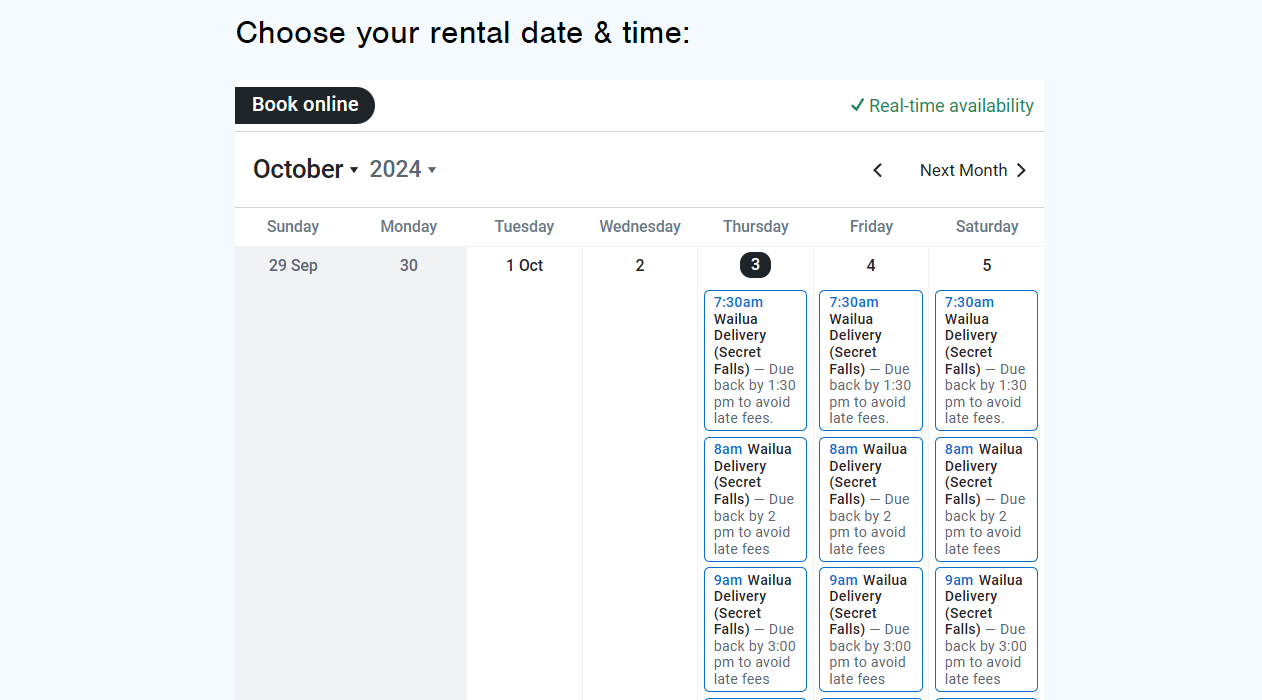 Choose your rental date & time:
Book online
Real-time availability
October 2024
Next Month
Sunday Monday Tuesday Wednesday Thursday Friday Saturday
29 Sep 30 1 Oct 2 3 4 5
7:30am
Wailua
Delivery
(Secret
Falls) — Due
back by 1:30
pm to avoid
late fees.
8am Wailua
Delivery
(Secret
Falls) — Due
back by 2
pm to avoid
late fees
9am Wailua
Delivery
(Secret
Falls) — Due
back by 3:00
pm to avoid
late fees
7:30am
Wailua
Delivery
(Secret
Falls) — Due
back by 1:30
pm to avoid
late fees.
8am Wailua
Delivery
(Secret
Falls) — Due
back by 2
pm to avoid
late fees
9am Wailua
Delivery
(Secret
Falls) — Due
back by 3:00
pm to avoid
late fees
7:30am
Wailua
Delivery
(Secret
Falls) — Due
back by 1:30
pm to avoid
late fees.
8am Wailua
Delivery
(Secret
Falls) — Due
back by 2
pm to avoid
late fees
9am Wailua
Delivery
(Secret
Falls) — Due
back by 3:00
pm to avoid
late fees